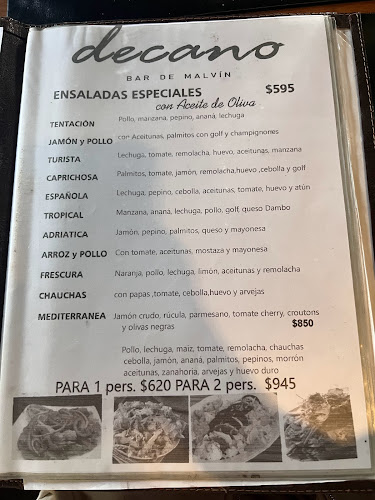 decano
BAR DE MALVÍN
ENSALADAS ESPECIALES $595
con Aceite de Oliva
TENTACIÓN Pollo, manzana, pepino, ananá, lechuga
JAMÓN y POLLO con Aceitunas, palmitos con golf y champignones
TURISTA Lechuga, tomate, remolacha, huevo, aceitunas, manzana
CAPRICHOSA Palmitos, tomate, jamón, remolacha,huevo ,cebolla y golf
ESPAÑOLA Lechuga, pepino, cebolla, aceitunas, tomate, huevo y atún
TROPICAL Manzana, ananá, lechuga, pollo, golf, queso Dambo
ADRIATICA Jamón, pepino, palmitos, queso y mayonesa
ARROZ y POLLO Con tomate, aceitunas, mostaza y mayonesa
FRESCURA Naranja, pollo, lechuga, limón, aceitunas y remolacha
CHAUCHAS con papas ,tomate, cebolla,huevo y arvejas
MEDITERRANEA Jamón crudo, rúcula, parmesano, tomate cherry, croutons
y olivas negras $850
Pollo, lechuga, maiz, tomate, remolacha, chauchas
cebolla, jamón, ananá, palmitos, pepinos, morrón
aceitunas, zanahoria, arvejas y huevo duro
PARA 1 pers. $620 PARA 2 pers. $945